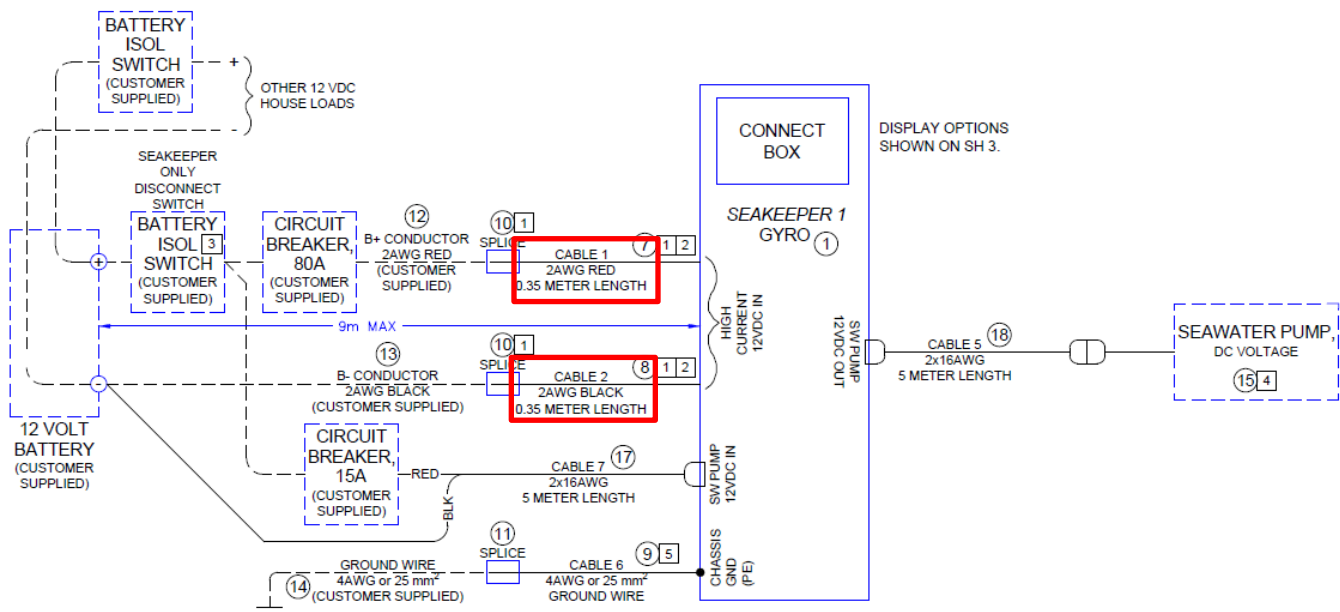 BATTERY
ISOL
SWITCH
(CUSTOMER
SUPPLIED)
+
-
OTHER 12 VDC
HOUSE LOADS
SEAKEEPER
ONLY
DISCONNECT
SWITCH
BATTERY
ISOL 3
SWITCH
(CUSTOMER
SUPPLIED)
CIRCUIT
BREAKER,
80A
(CUSTOMER
SUPPLIED)
12
B+ CONDUCTOR
2AWG RED
(CUSTOMER
SUPPLIED)
10 1
SPLICE
7 1 2
CABLE 1
2AWG RED
0.35 METER LENGTH
+
9m MAX
13
B- CONDUCTOR
2AWG BLACK
(CUSTOMER SUPPLIED)
10 1
SPLICE
8 1 2
CABLE 2
2AWG BLACK
0.35 METER LENGTH
-
12 VOLT
BATTERY
(CUSTOMER
SUPPLIED)
CIRCUIT
BREAKER,
15A
(CUSTOMER
SUPPLIED)
RED
BLK
17
CABLE 7
2x16AWG
5 METER LENGTH
11
SPLICE
9 5
CABLE 6
4AWG or 25 mm²
GROUND WIRE
14
GROUND WIRE
4AWG or 25 mm²
(CUSTOMER SUPPLIED)
CONNECT
BOX
SEAKEEPER 1
GYRO 1
HIGH
CURRENT
12VDC IN
SW PUMP
12VDC OUT
SW PUMP
12VDC IN
CHASSIS
GND
(PE)
DISPLAY OPTIONS
SHOWN ON SH 3.
18
CABLE 5
2x16AWG
5 METER LENGTH
SEAWATER PUMP,
DC VOLTAGE
15 4